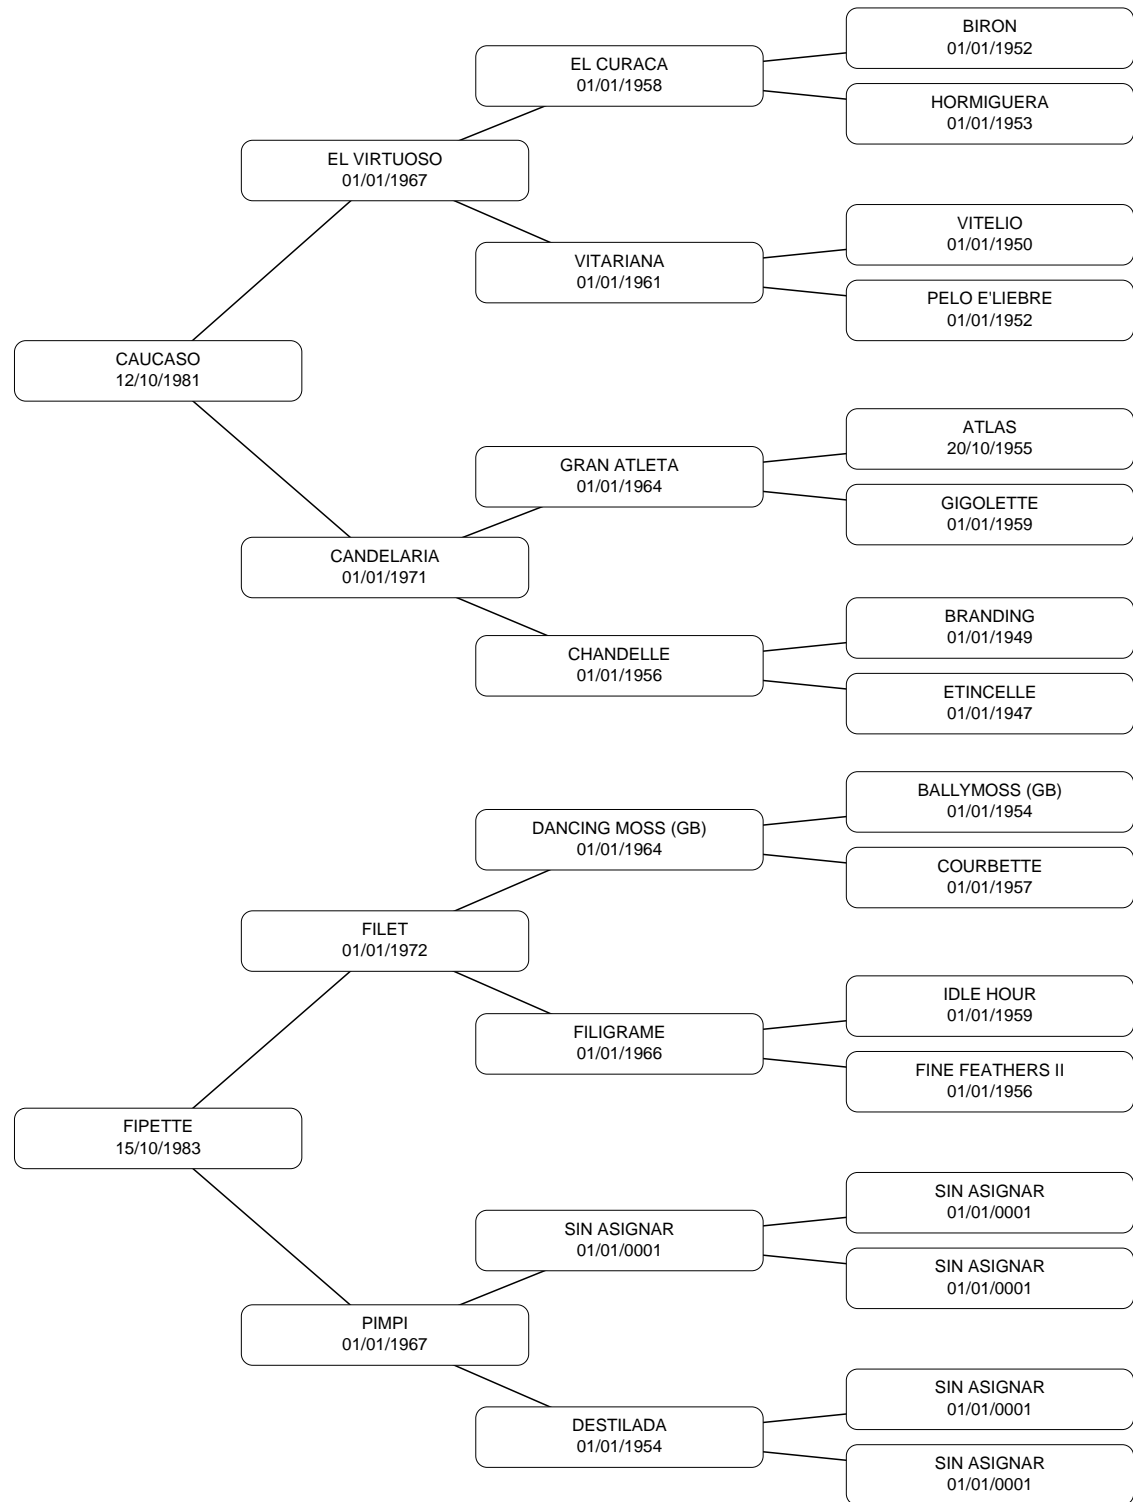 BIRON
01/01/1952
EL CURACA
01/01/1958
HORMIGUERA
01/01/1953
EL VIRTUOSO
01/01/1967
VITELIO
01/01/1950
VITARIANA
01/01/1961
PELO E'LIEBRE
01/01/1952
CAUCASO
12/10/1981
ATLAS
20/10/1955
GRAN ATLETA
01/01/1964
GIGOLETTE
01/01/1959
CANDELARIA
01/01/1971
BRANDING
01/01/1949
CHANDELLE
01/01/1956
ETINCELLE
01/01/1947
BALLYMOSS (GB)
01/01/1954
DANCING MOSS (GB)
01/01/1964
COURBETTE
01/01/1957
FILET
01/01/1972
IDLE HOUR
01/01/1959
FILIGRAME
01/01/1966
FINE FEATHERS II
01/01/1956
FIPETTE
15/10/1983
SIN ASIGNAR
01/01/0001
SIN ASIGNAR
01/01/0001
SIN ASIGNAR
01/01/0001
PIMPI
01/01/1967
SIN ASIGNAR
01/01/0001
DESTILADA
01/01/1954
SIN ASIGNAR
01/01/0001